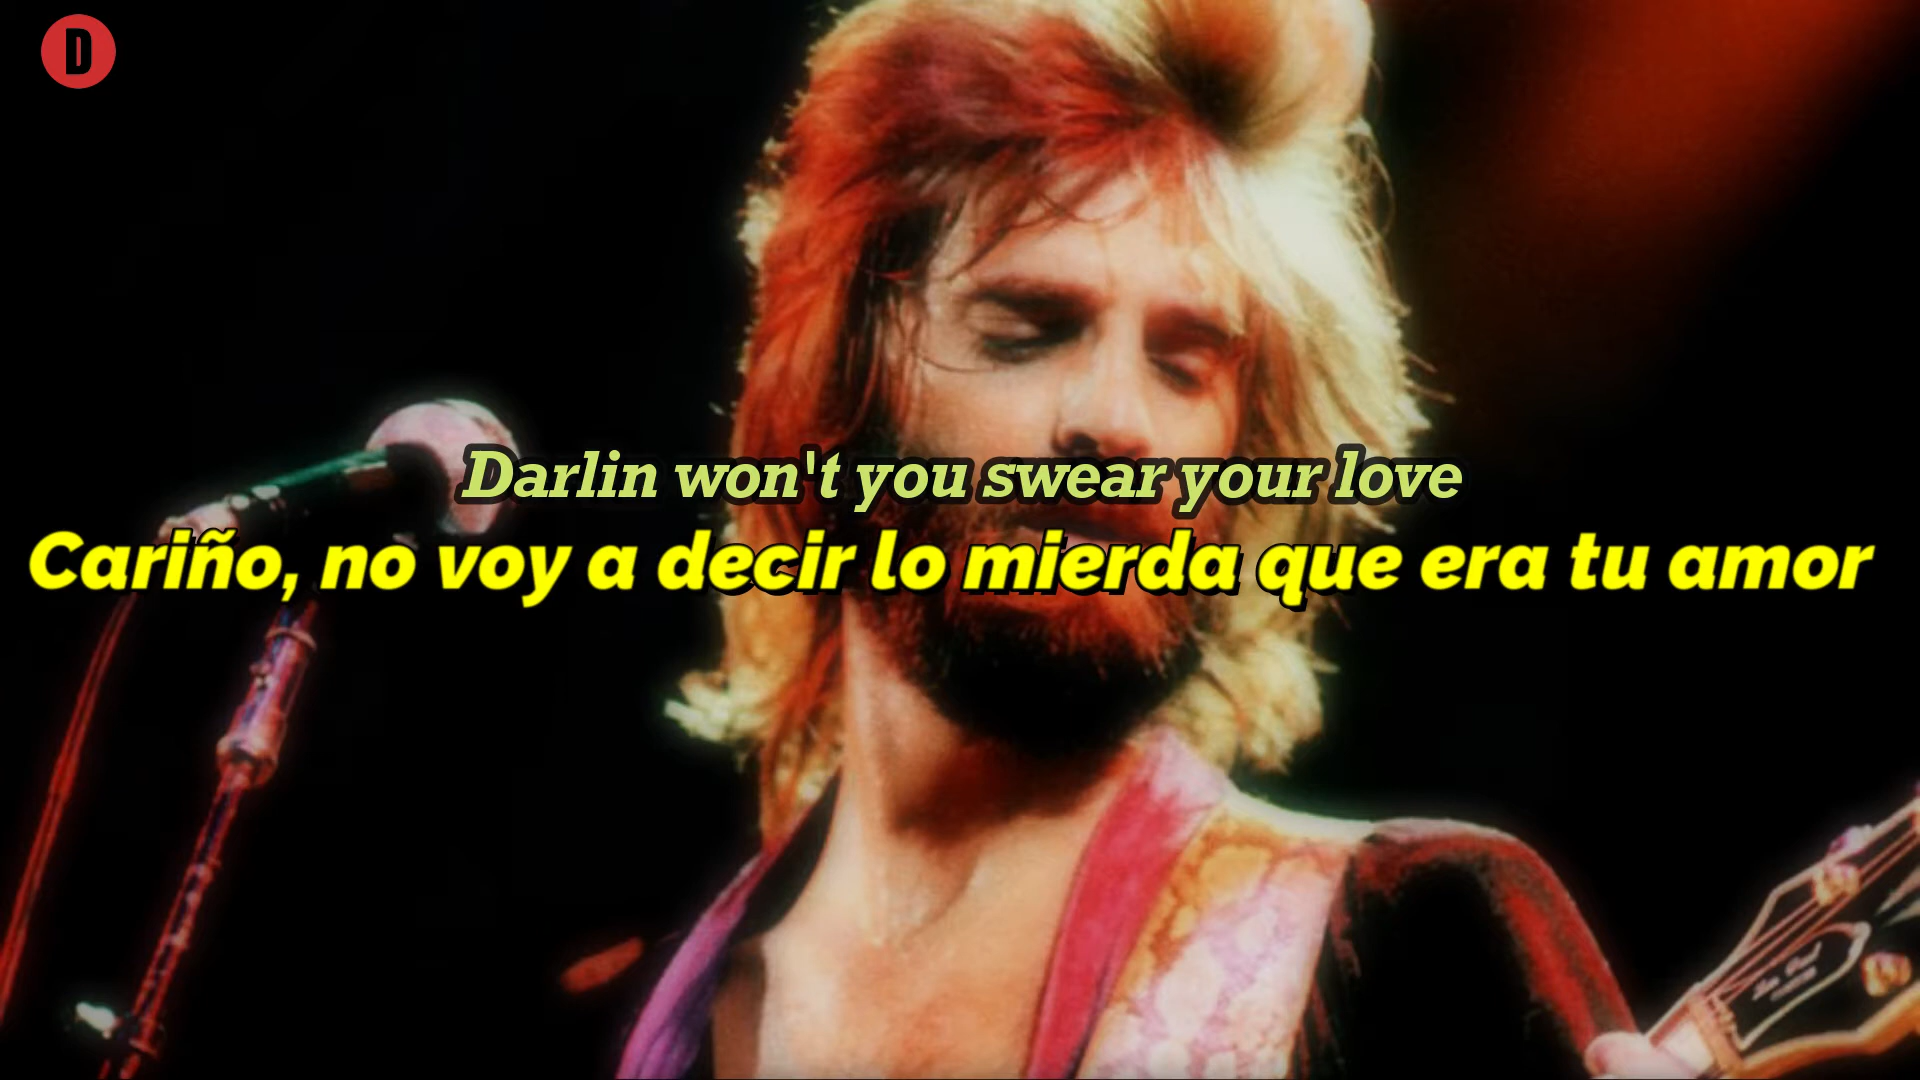 D
Darlin won't you swear your love
Cariño, no voy a decir lo mierda que era tu amor